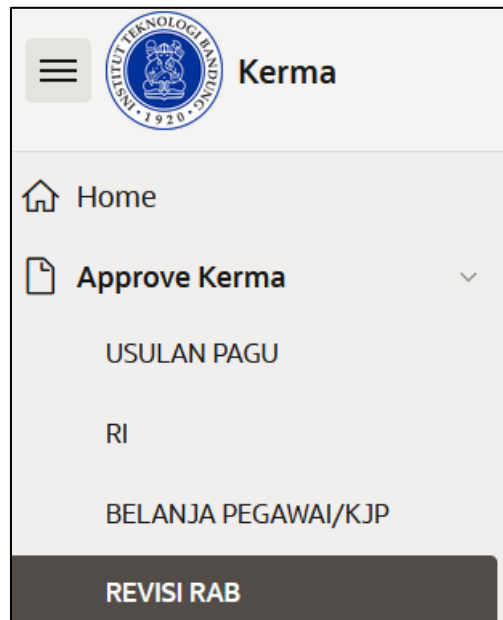 INSTITUT TEKNOLOGI BANDUNG
1920
Kerma
Home
Approve Kerma
USULAN PAGU
RI
BELANJA PEGAWAI/KJP
REVISI RAB